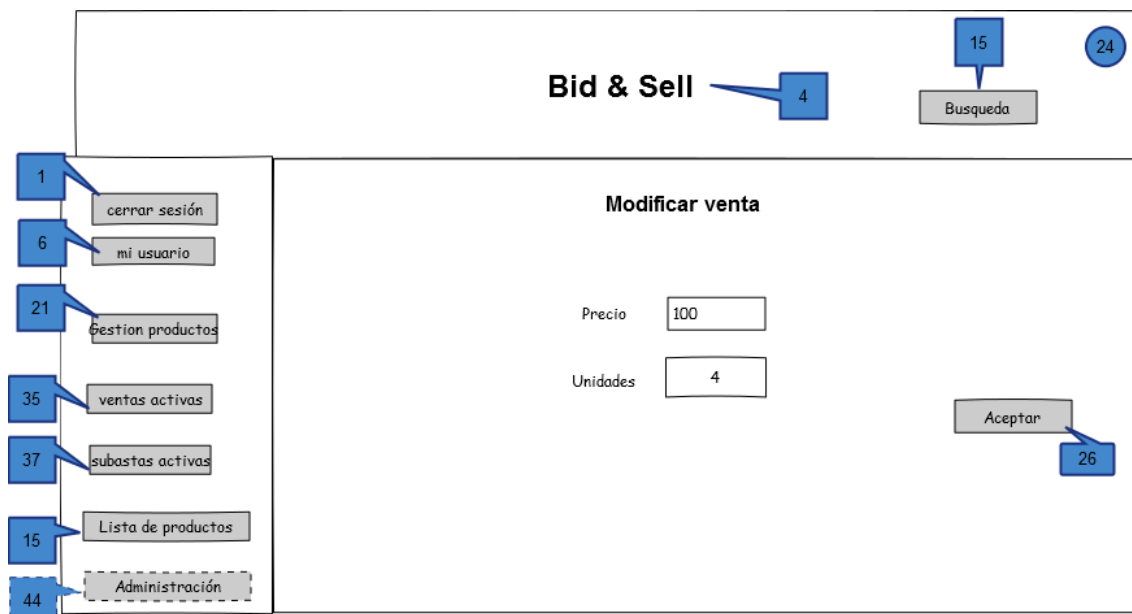 15
24
Bid & Sell
4
Busqueda
1
cerrar sesión
Modificar venta
6
mi usuario
21
Gestion productos
Precio
100
Unidades
4
35
ventas activas
Aceptar
37
subastas activas
26
15
Lista de productos
44
Administración